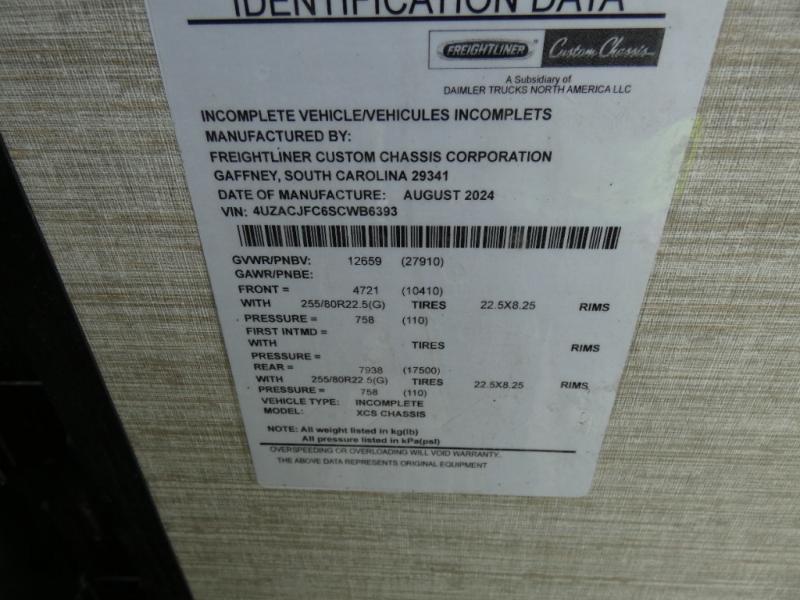 IDENTIFICATION DATA
FREIGHTLINER Custom Chassis
A Subsidiary of
DAIMLER TRUCKS NORTH AMERICA LLC
INCOMPLETE VEHICLE/VEHICULES INCOMPLETS
MANUFACTURED BY:
FREIGHTLINER CUSTOM CHASSIS CORPORATION
GAFFNEY, SOUTH CAROLINA 29341
DATE OF MANUFACTURE: AUGUST 2024
VIN: 4UZACJFC6SCWB6393
GVWR/PNBV: 12659 (27910)
GAWR/PNBE:
FRONT = 4721 (10410)
WITH 255/80R22.5(G) TIRES 22.5X8.25 RIMS
PRESSURE = 758 (110)
FIRST INTMD =
WITH TIRES RIMS
PRESSURE =
REAR = 7938 (17500)
WITH 255/80R22.5(G) TIRES 22.5X8.25 RIMS
PRESSURE = 758 (110)
VEHICLE TYPE: INCOMPLETE
MODEL: XCS CHASSIS
NOTE: All weight listed in kg(lb)
All pressure listed in kPa(psi)
OVERSPEEDING OR OVERLOADING WILL VOID WARRANTY.
THE ABOVE DATA REPRESENTS ORIGINAL EQUIPMENT